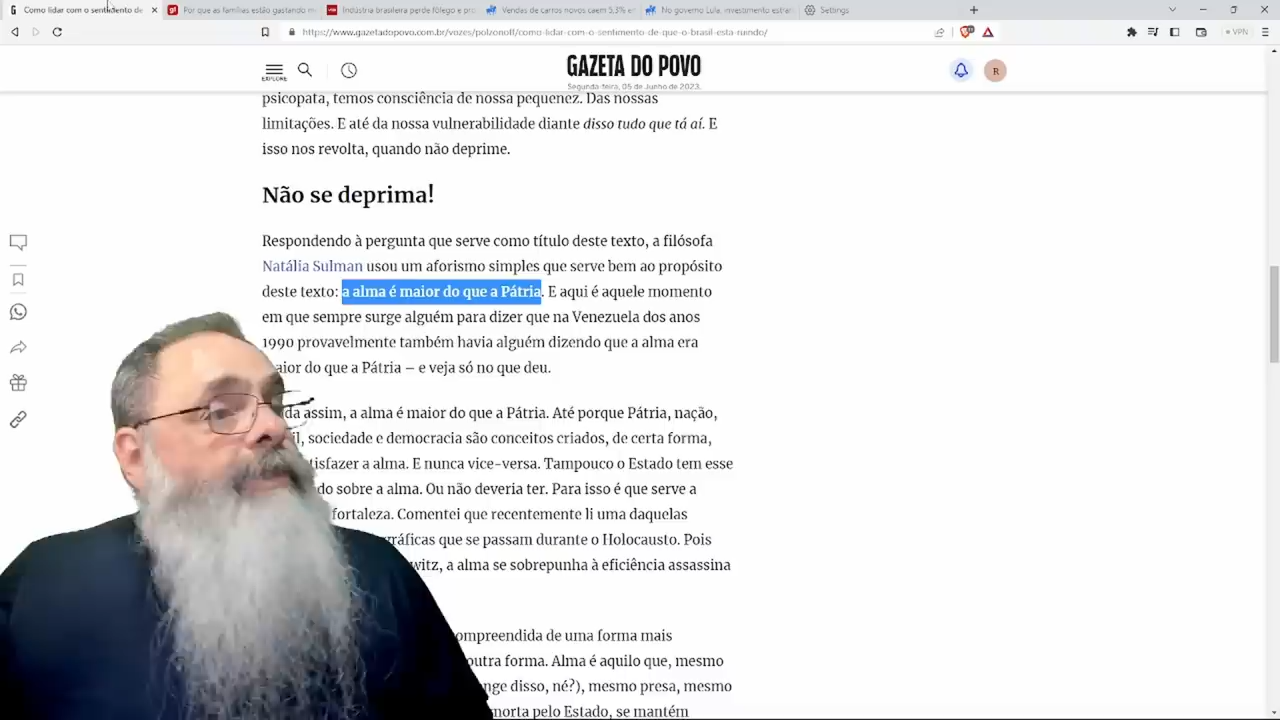 Como lidar com o sentimento de
Por que as famílias estão gastando m
Indústria brasileira perde fôlego e pro
Vendas de carros novos caem 5,3% e
No governo Lula, investimento estran
Settings
https://www.gazetadopovo.com.br/vozes/polzonoff/como-lidar-com-o-sentimento-de-que-o-brasil-esta-ruindo/
VPN
EXPLORE
GAZETA DO POVO
Segunda-feira, 05 de Junho de 2023.
R
psicopata, temos consciência de nossa pequenez. Das nossas
limitações. E até da nossa vulnerabilidade diante disso tudo que tá aí. E
isso nos revolta, quando não deprime.
Não se deprima!
Respondendo à pergunta que serve como título deste texto, a filósofa
Natália Sulman usou um aforismo simples que serve bem ao propósito
deste texto: a alma é maior do que a Pátria. E aqui é aquele momento
em que sempre surge alguém para dizer que na Venezuela dos anos
1990 provavelmente também havia alguém dizendo que a alma era
aior do que a Pátria – e veja só no que deu.
da assim, a alma é maior do que a Pátria. Até porque Pátria, nação,
il, sociedade e democracia são conceitos criados, de certa forma,
tisfazer a alma. E nunca vice-versa. Tampouco o Estado tem esse
do sobre a alma. Ou não deveria ter. Para isso é que serve a
fortaleza. Comentei que recentemente li uma daquelas
gráficas que se passam durante o Holocausto. Pois
witz, a alma se sobrepunha à eficiência assassina
ompreendida de uma forma mais
outra forma. Alma é aquilo que, mesmo
nge disso, né?), mesmo presa, mesmo
morta pelo Estado, se mantém